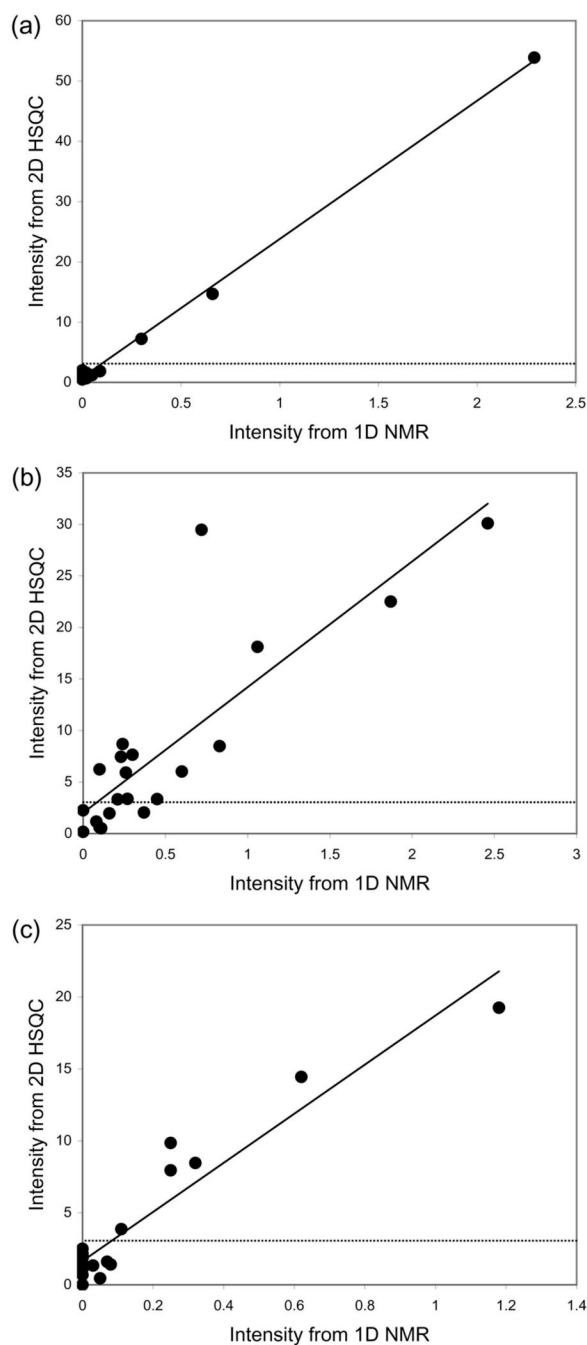 (a)
60
50
40
30
20
10
0
Intensity from 2D HSQC
0 0.5 1 1.5 2 2.5
Intensity from 1D NMR
(b)
35
30
25
20
15
10
5
0
Intensity from 2D HSQC
0 0.5 1 1.5 2 2.5 3
Intensity from 1D NMR
(c)
25
20
15
10
5
0
Intensity from 2D HSQC
0 0.2 0.4 0.6 0.8 1 1.2 1.4
Intensity from 1D NMR